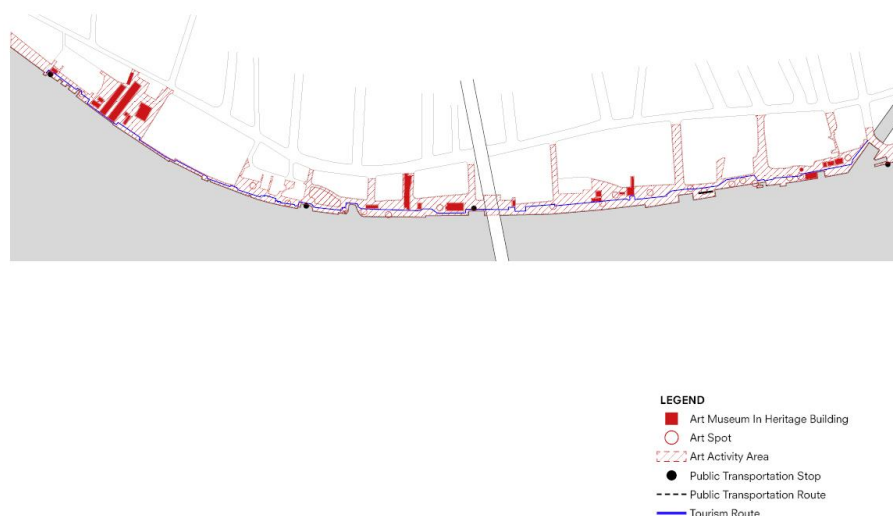 LEGEND
Art Museum In Heritage Building
Art Spot
Art Activity Area
Public Transportation Stop
Public Transportation Route
Tourism Route